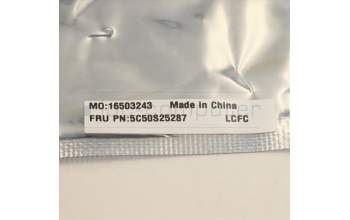 MO:16503243 Made in China
FRU PN:5C50S25287 LCFC